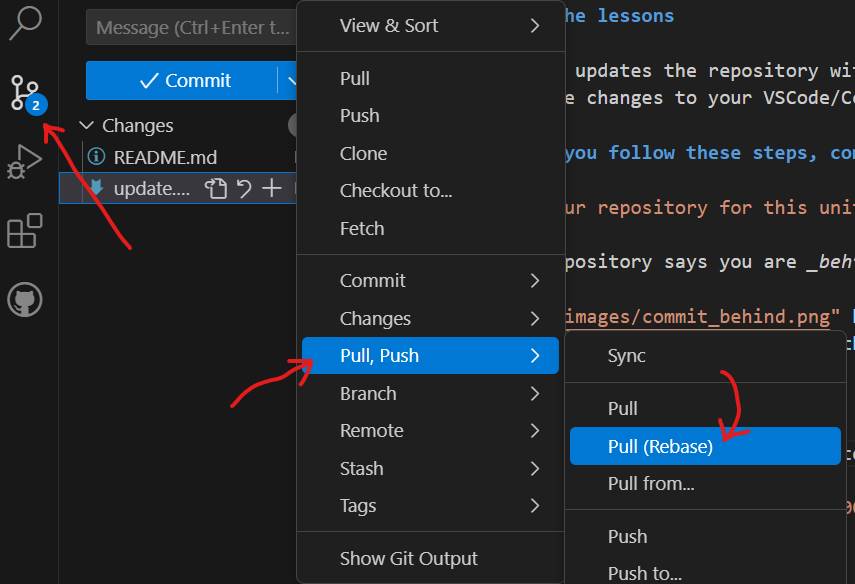 Message (Ctrl+Enter t...
Commit
Changes
README.md
update....
2
View & Sort
Pull
Push
Clone
Checkout to...
Fetch
Commit
Changes
Pull, Push
Branch
Remote
Stash
Tags
Show Git Output
Sync
Pull
Pull (Rebase)
Pull from...
Push
Push to...
he lessons
updates the repository wi
e changes to your VSCode/Co
you follow these steps, co
ur repository for this uni
pository says you are _beh
images/commit_behind.png"